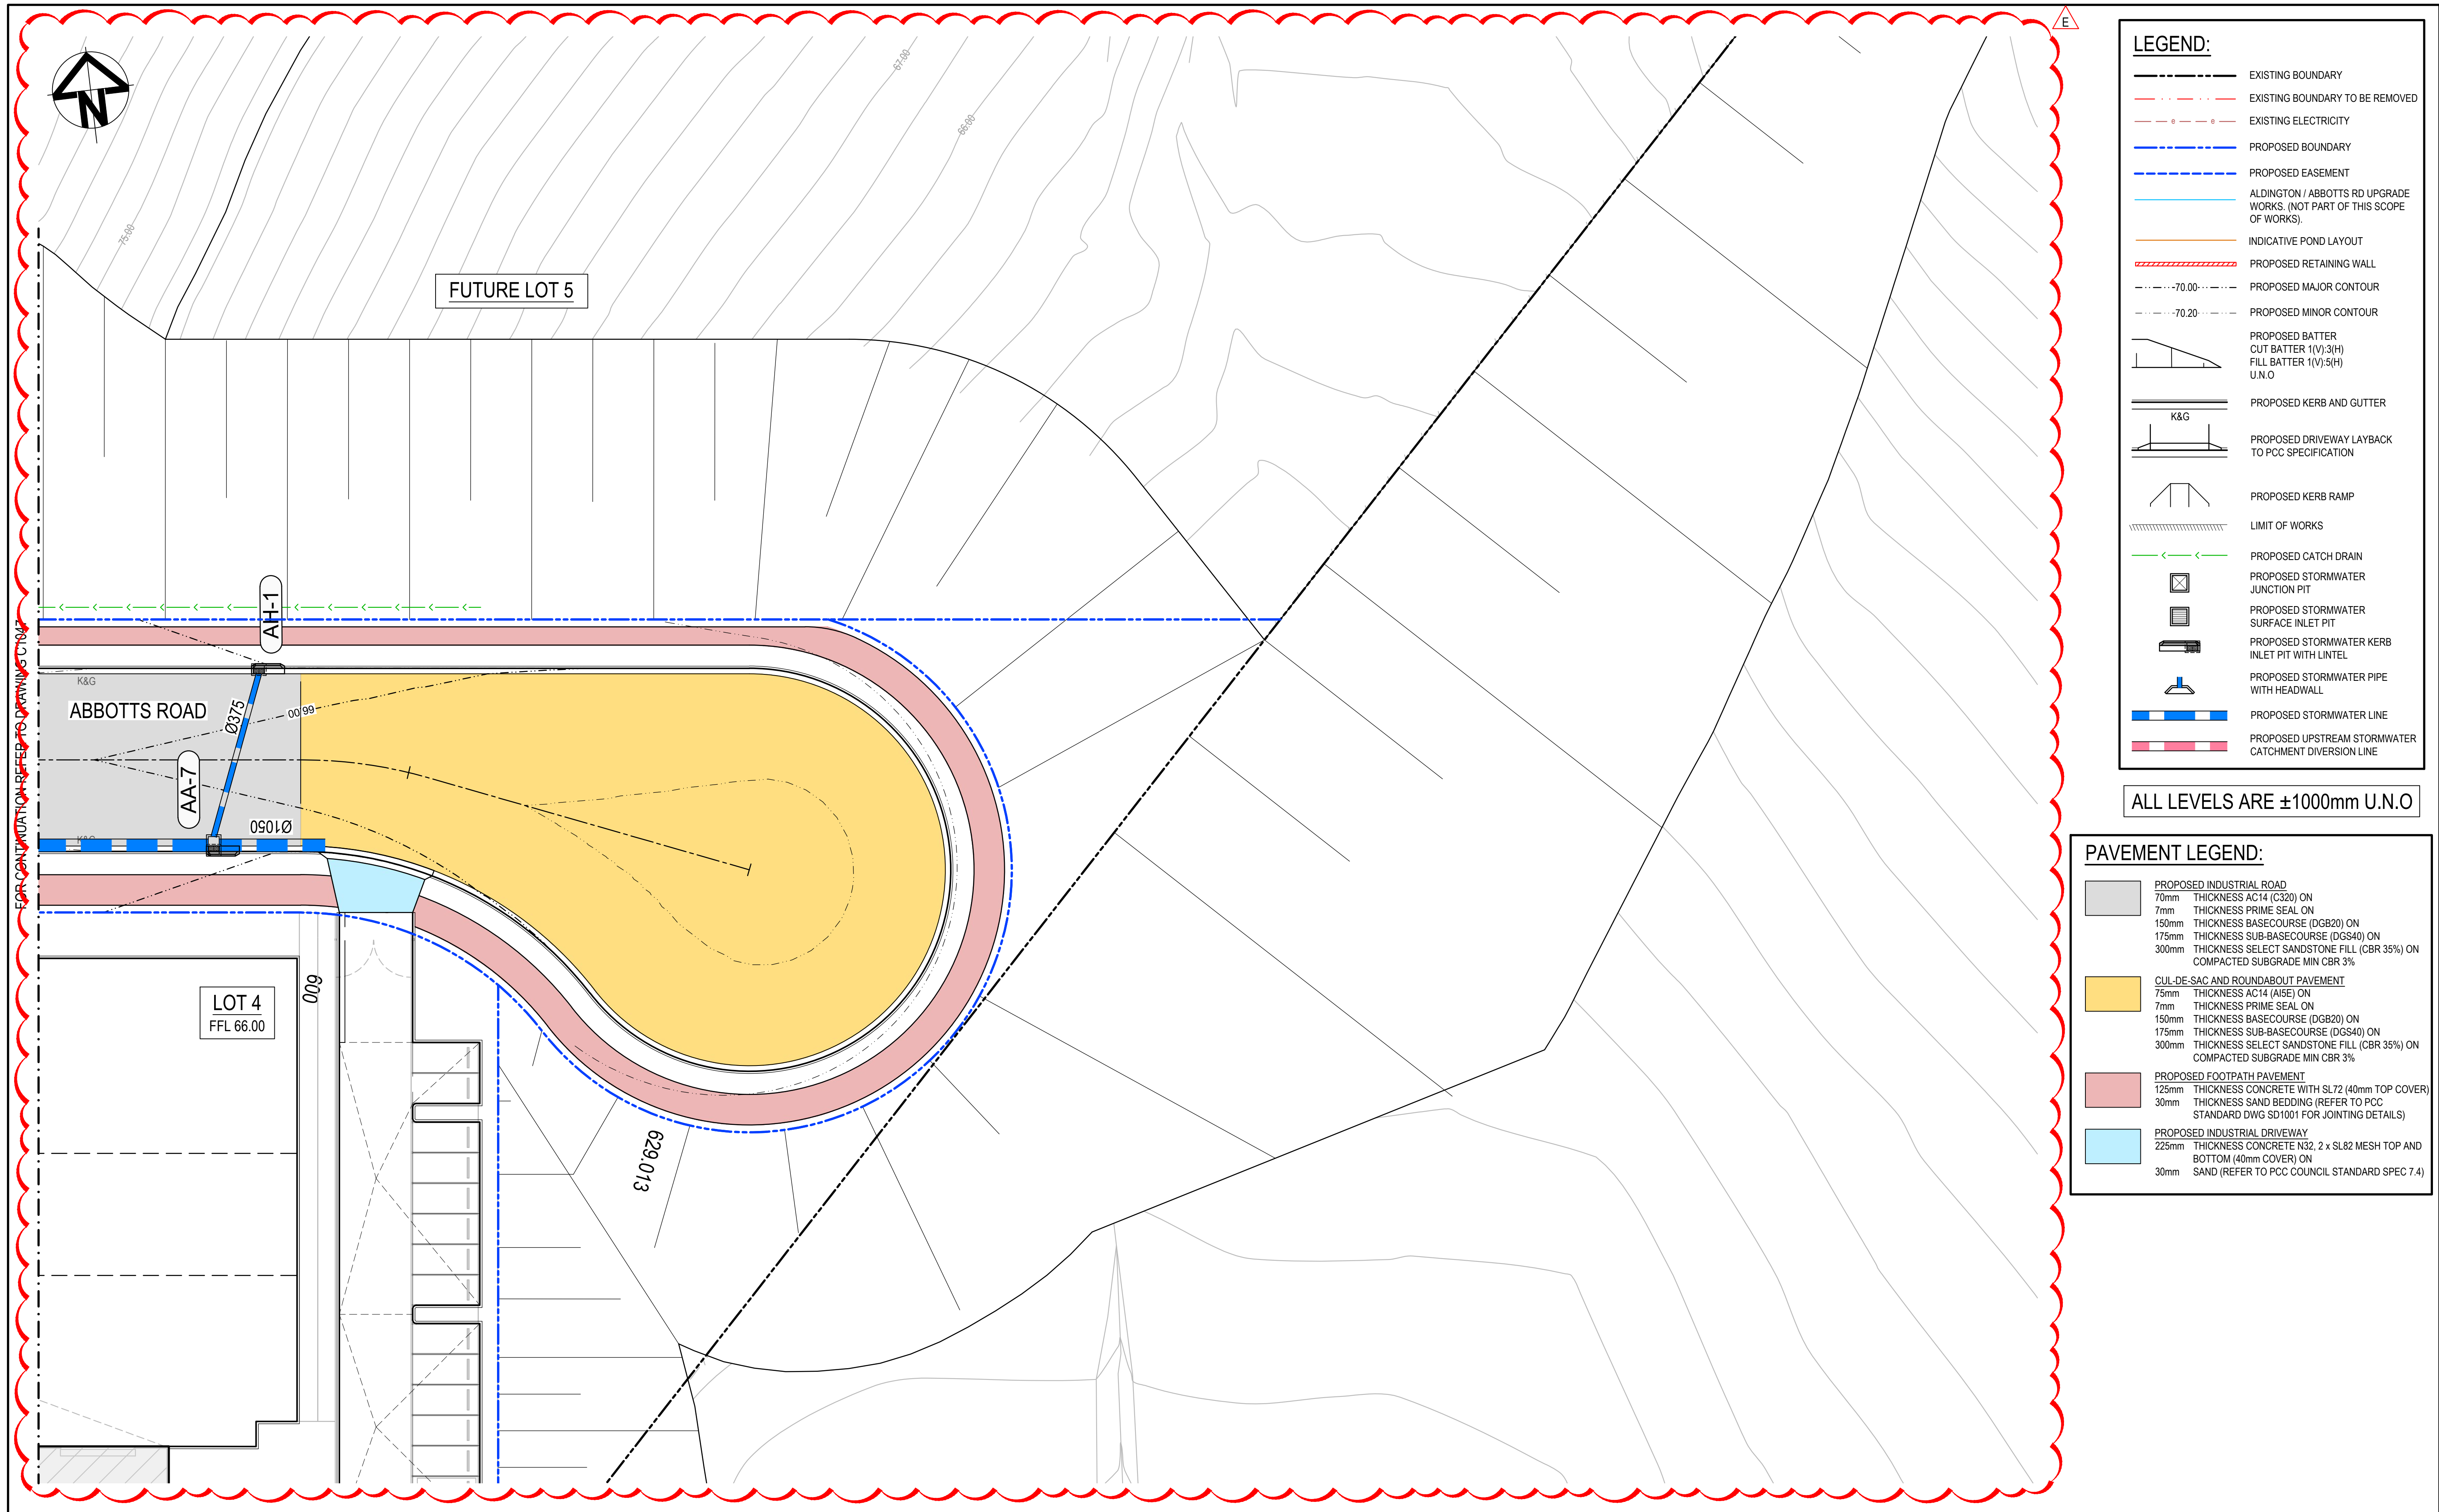 E
N
67.00
66.00
75.00
FUTURE LOT 5
AH-1
K&G
ABBOTTS ROAD
Ø375
66.00
AA-7
Ø1050
K&G
FOR CONTINUATION REFER TO DRAWING C1047
LOT 4
FFL 66.00
600
629.013
LEGEND:
EXISTING BOUNDARY
EXISTING BOUNDARY TO BE REMOVED
e e
EXISTING ELECTRICITY
PROPOSED BOUNDARY
PROPOSED EASEMENT
ALDINGTON / ABBOTTS RD UPGRADE
WORKS. (NOT PART OF THIS SCOPE
OF WORKS).
INDICATIVE POND LAYOUT
PROPOSED RETAINING WALL
70.00 PROPOSED MAJOR CONTOUR
70.20 PROPOSED MINOR CONTOUR
PROPOSED BATTER
CUT BATTER 1(V):3(H)
FILL BATTER 1(V):5(H)
U.N.O
PROPOSED KERB AND GUTTER
K&G
PROPOSED DRIVEWAY LAYBACK
TO PCC SPECIFICATION
PROPOSED KERB RAMP
LIMIT OF WORKS
PROPOSED CATCH DRAIN
PROPOSED STORMWATER
JUNCTION PIT
PROPOSED STORMWATER
SURFACE INLET PIT
PROPOSED STORMWATER KERB
INLET PIT WITH LINTEL
PROPOSED STORMWATER PIPE
WITH HEADWALL
PROPOSED STORMWATER LINE
PROPOSED UPSTREAM STORMWATER
CATCHMENT DIVERSION LINE
ALL LEVELS ARE ±1000mm U.N.O
PAVEMENT LEGEND:
PROPOSED INDUSTRIAL ROAD
70mm THICKNESS AC14 (C320) ON
7mm THICKNESS PRIME SEAL ON
150mm THICKNESS BASECOURSE (DGB20) ON
175mm THICKNESS SUB-BASECOURSE (DGS40) ON
300mm THICKNESS SELECT SANDSTONE FILL (CBR 35%) ON
COMPACTED SUBGRADE MIN CBR 3%
CUL-DE-SAC AND ROUNDABOUT PAVEMENT
75mm THICKNESS AC14 (AI5E) ON
7mm THICKNESS PRIME SEAL ON
150mm THICKNESS BASECOURSE (DGB20) ON
175mm THICKNESS SUB-BASECOURSE (DGS40) ON
300mm THICKNESS SELECT SANDSTONE FILL (CBR 35%) ON
COMPACTED SUBGRADE MIN CBR 3%
PROPOSED FOOTPATH PAVEMENT
125mm THICKNESS CONCRETE WITH SL72 (40mm TOP COVER)
30mm THICKNESS SAND BEDDING (REFER TO PCC
STANDARD DWG SD1001 FOR JOINTING DETAILS)
PROPOSED INDUSTRIAL DRIVEWAY
225mm THICKNESS CONCRETE N32, 2 x SL82 MESH TOP AND
BOTTOM (40mm COVER) ON
30mm SAND (REFER TO PCC COUNCIL STANDARD SPEC 7.4)